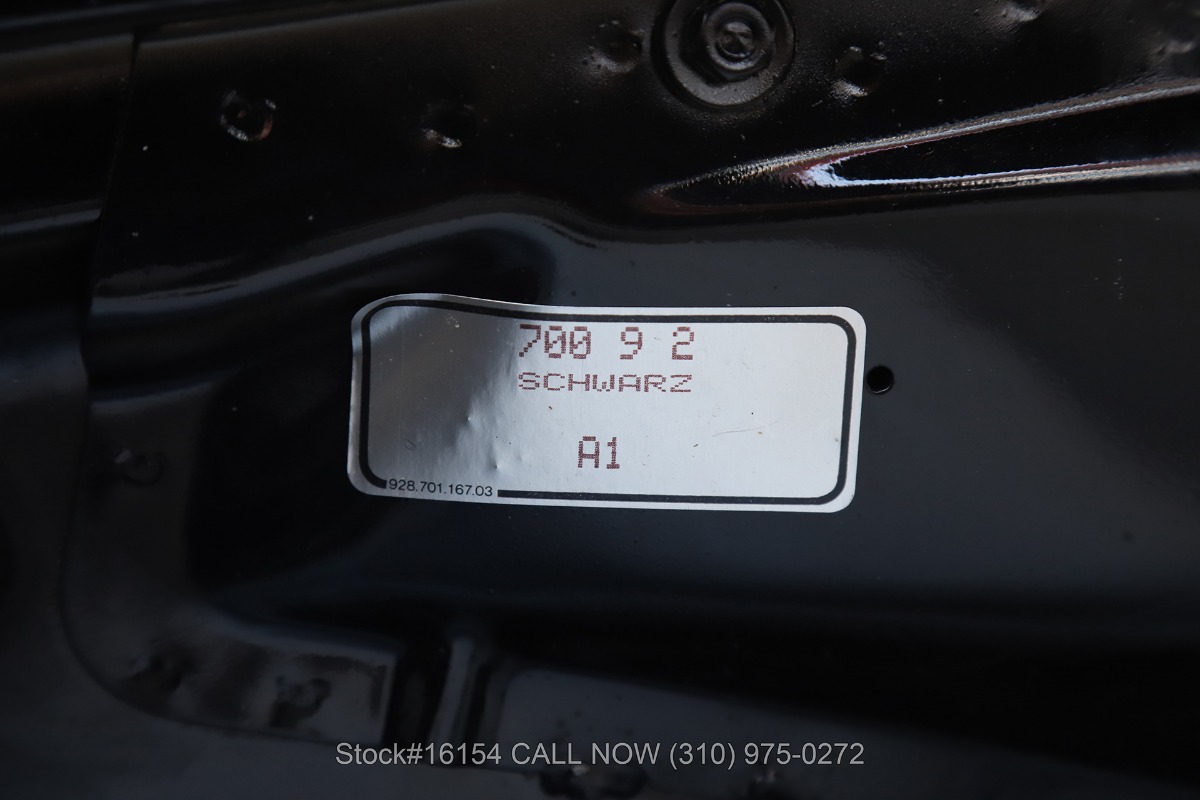 700 9 2
SCHWARZ
A1
928.701.167.03
Stock#16154 CALL NOW (310) 975-0272